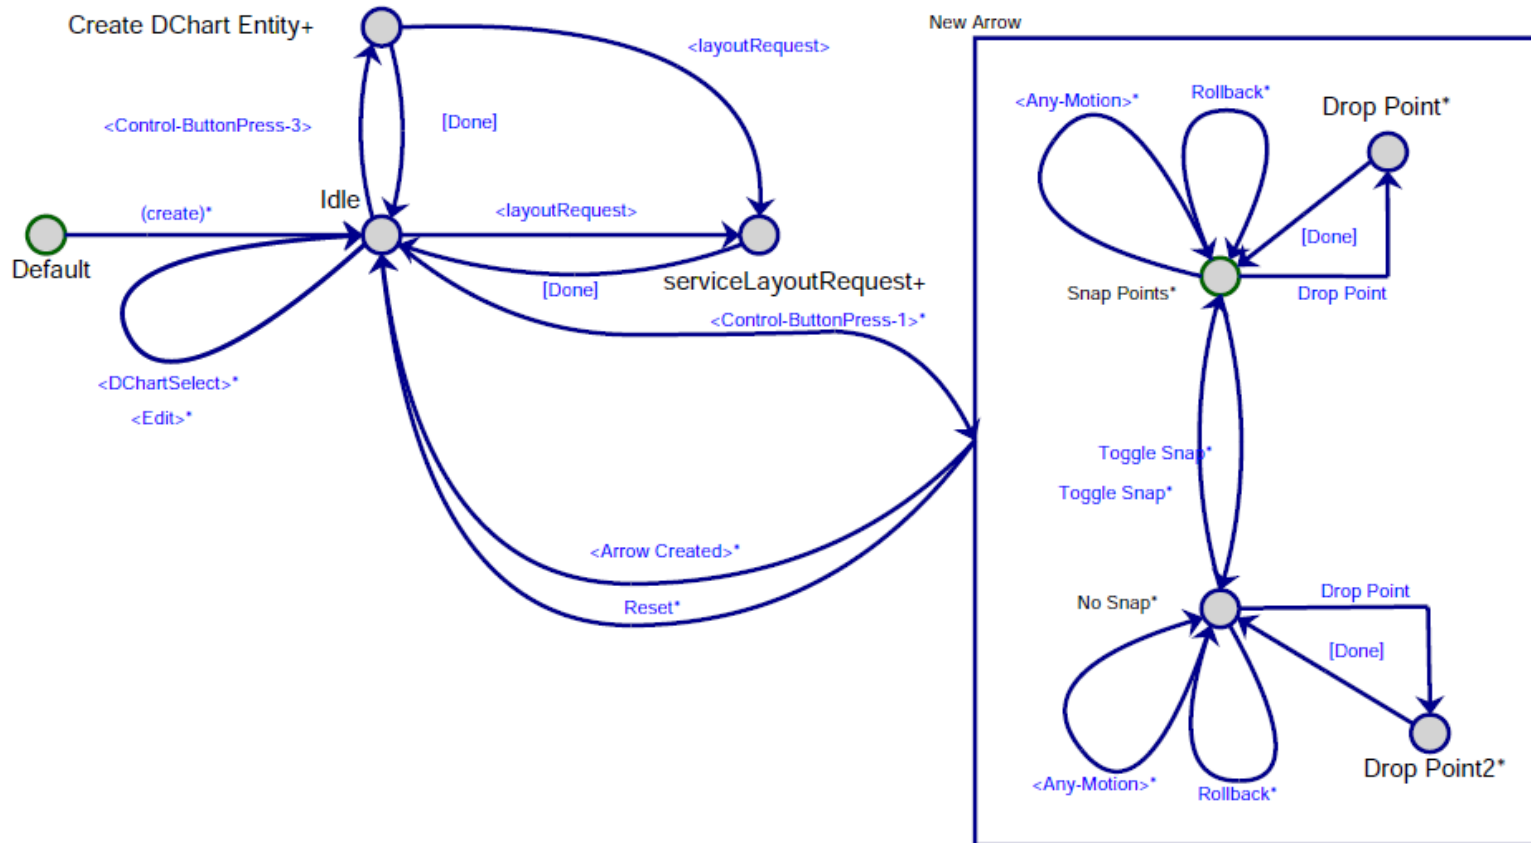 Create DChart Entity+
New Arrow
<layoutRequest>
<Any-Motion>*
Rollback*
Drop Point*
<Control-ButtonPress-3>
[Done]
Idle
(create)*
<layoutRequest>
[Done]
Default
serviceLayoutRequest+
[Done]
Snap Points*
Drop Point
<Control-ButtonPress-1>*
<DChartSelect>*
<Edit>*
Toggle Snap*
Toggle Snap*
<Arrow Created>*
Reset*
No Snap*
Drop Point
[Done]
Drop Point2*
<Any-Motion>*
Rollback*